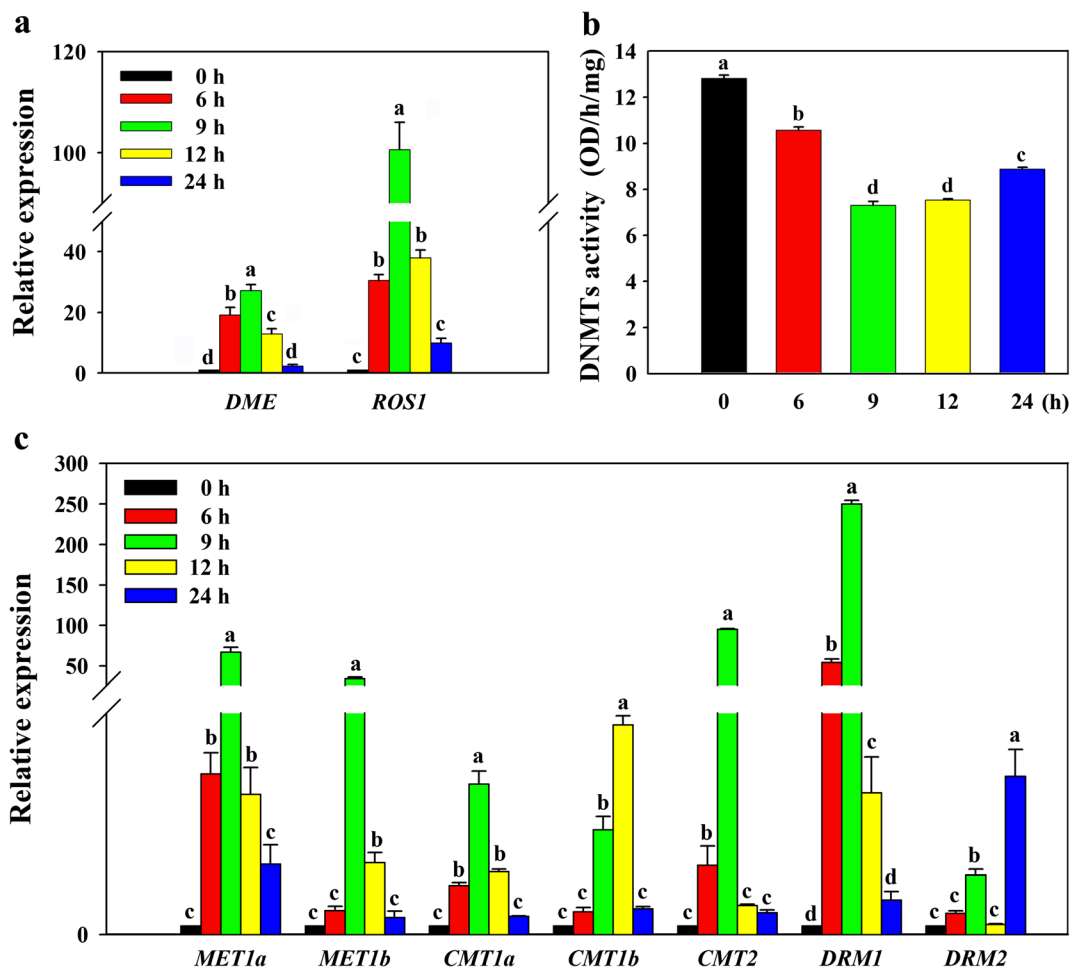 a
120
100
40
20
0
Relative expression
0 h
6 h
9 h
12 h
24 h
d b a c d
c b a b c
DME ROS1
b
14
12
10
8
6
4
2
0
DNMTs activity (OD/h/mg)
a b d d c
0 6 9 12 24 (h)
c
300
250
200
150
100
50
0
Relative expression
0 h
6 h
9 h
12 h
24 h
c b a b c
c c a b c
c b a b c
c c b a c
c b a c c
d b a c d
c c b c a
MET1a MET1b CMT1a CMT1b CMT2 DRM1 DRM2